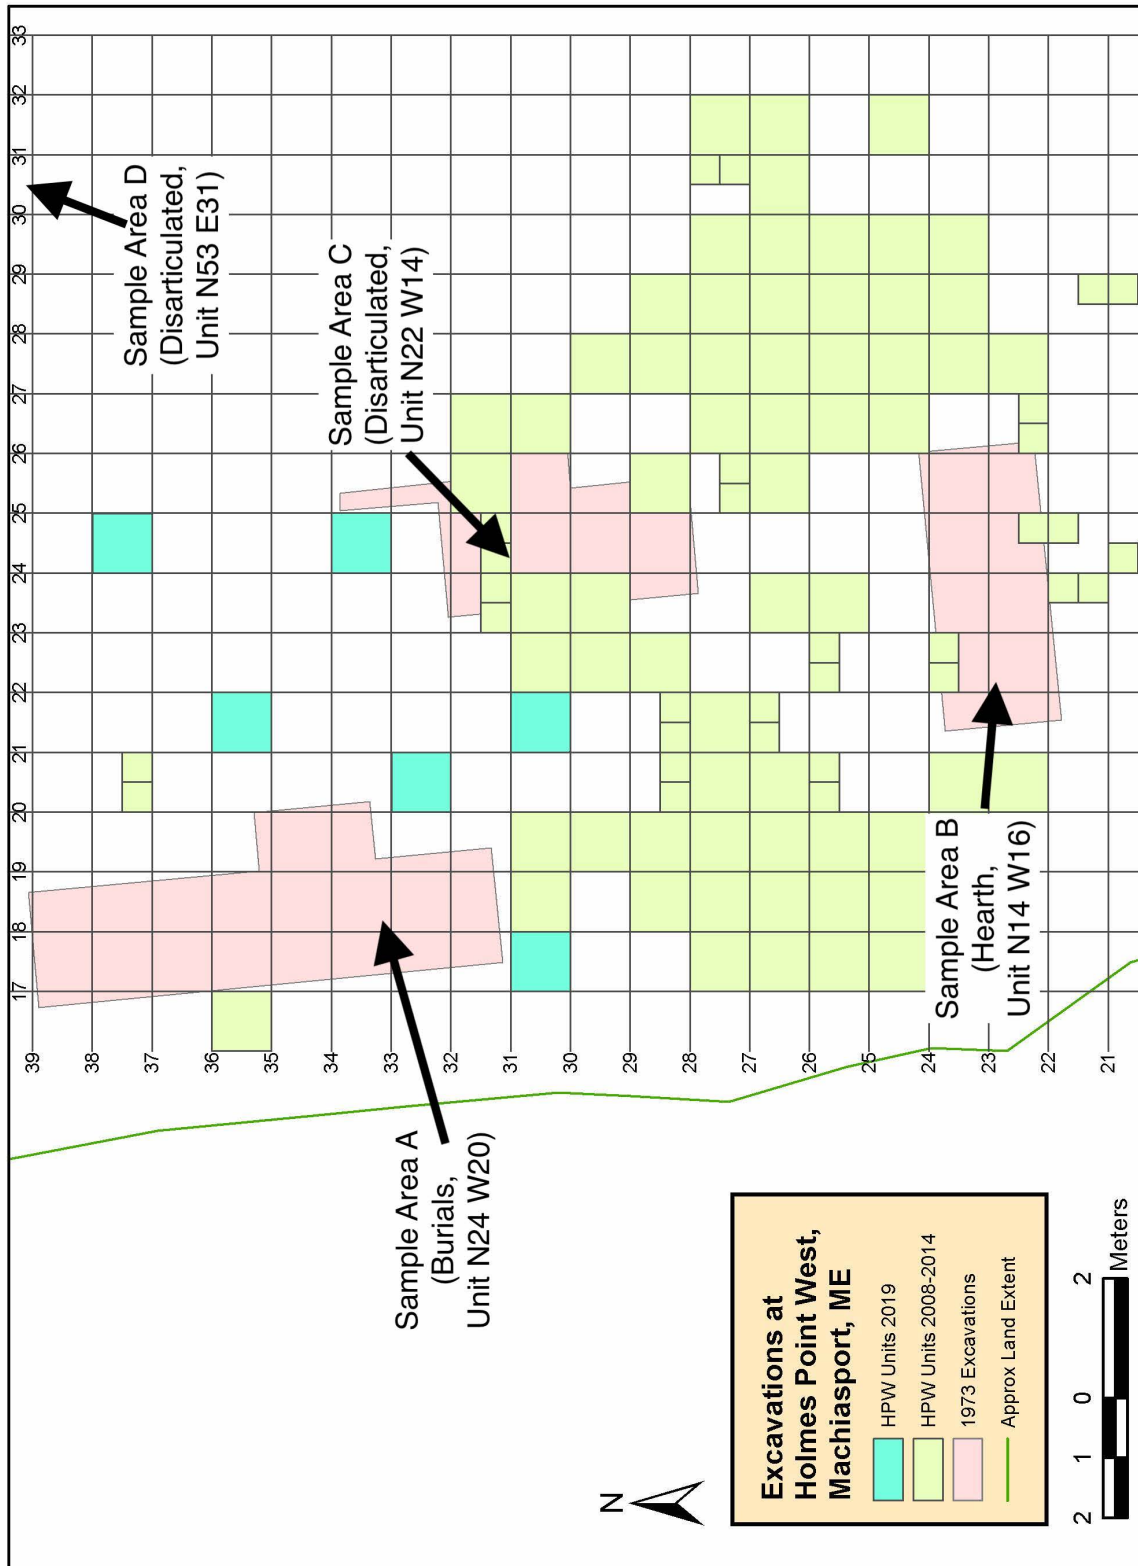 17 18 19 20 21 22 23 24 25 26 27 28 29 30 31 32 33
39
38
37
36
35
34
33
32
31
30
29
28
27
26
25
24
23
22
21
Sample Area D
(Disarticulated,
Unit N53 E31)
Sample Area C
(Disarticulated,
Unit N22 W14)
Sample Area A
(Burials,
Unit N24 W20)
Sample Area B
(Hearth,
Unit N14 W16)
N
Excavations at
Holmes Point West,
Machiasport, ME
HPW Units 2019
HPW Units 2008-2014
1973 Excavations
Approx Land Extent
2 1 0 2
Meters